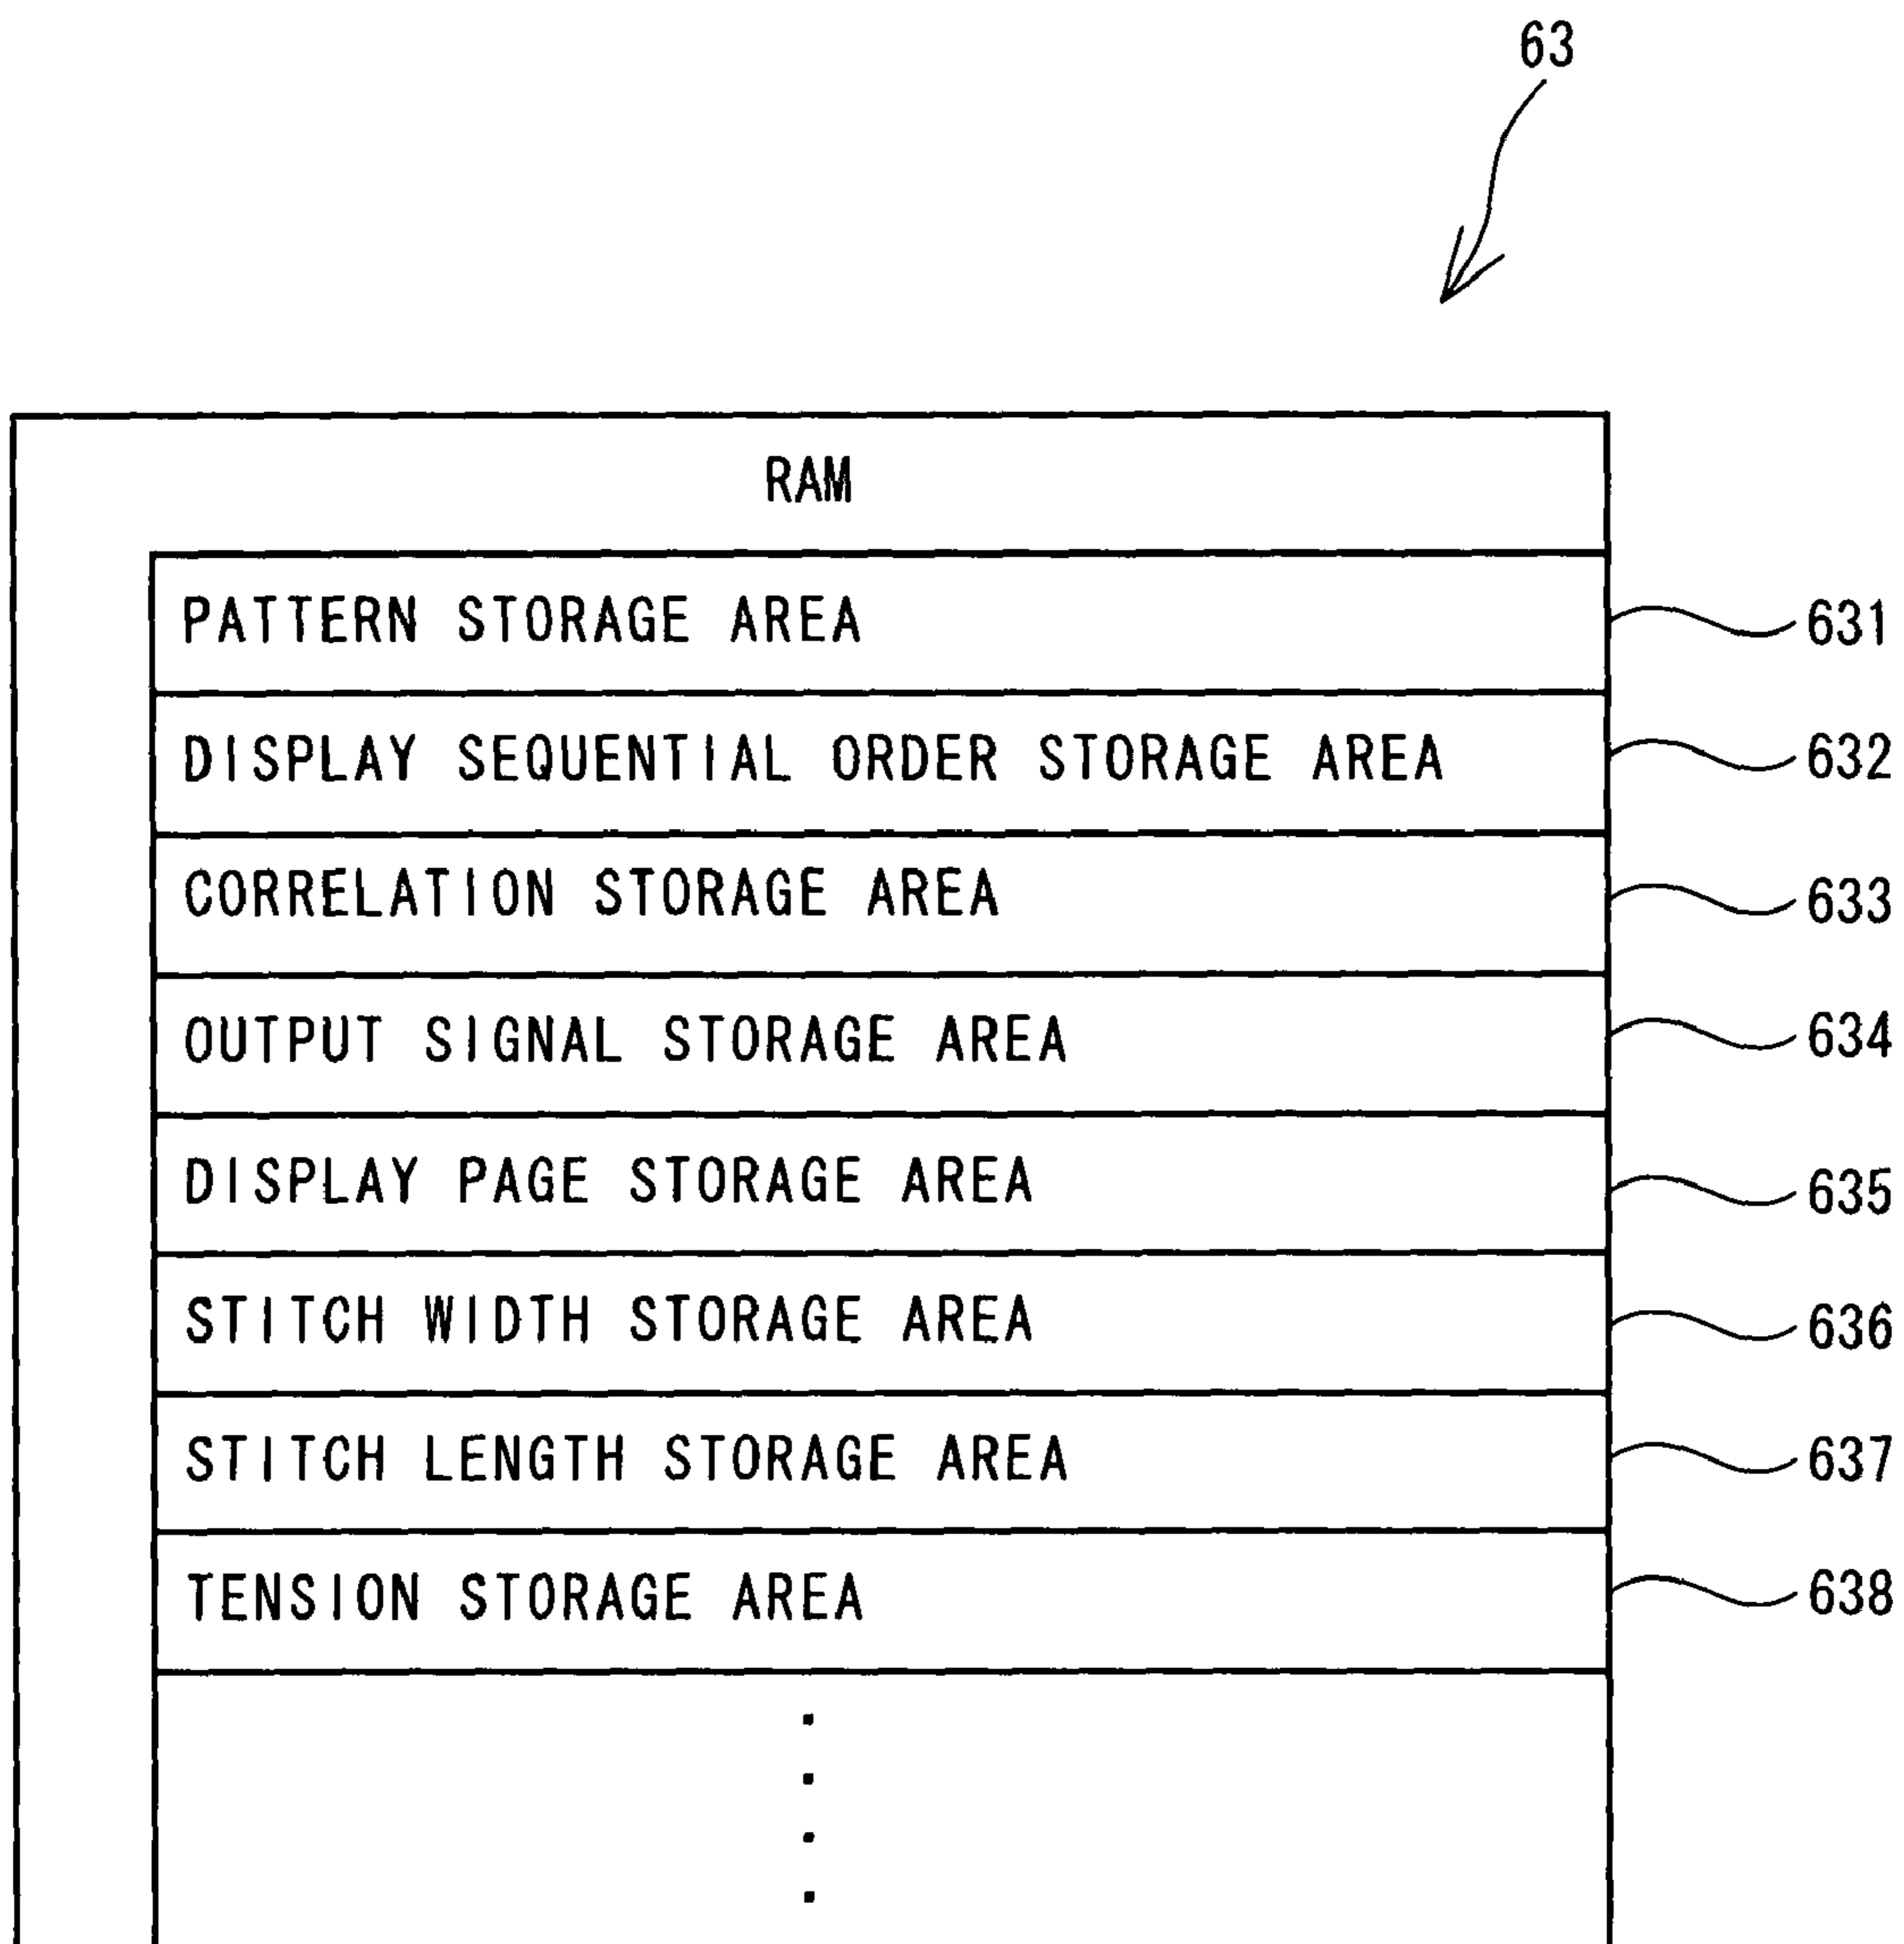 63
RAM
PATTERN STORAGE AREA 631
DISPLAY SEQUENTIAL ORDER STORAGE AREA 632
CORRELATION STORAGE AREA 633
OUTPUT SIGNAL STORAGE AREA 634
DISPLAY PAGE STORAGE AREA 635
STITCH WIDTH STORAGE AREA 636
STITCH LENGTH STORAGE AREA 637
TENSION STORAGE AREA 638